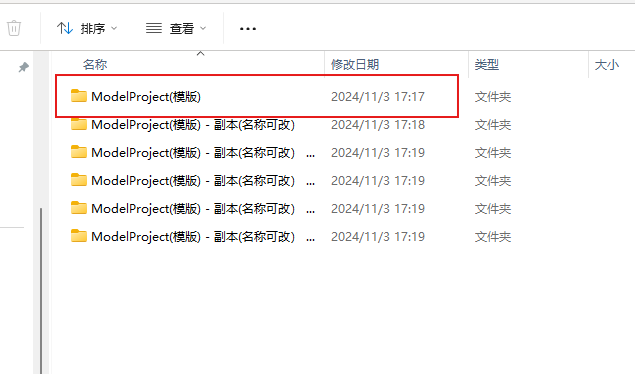 排序 查看 •••
名称 修改日期 类型 大小
ModelProject(模版) 2024/11/3 17:17 文件夹
ModelProject(模版) - 副本(名称可改) 2024/11/3 17:18 文件夹
ModelProject(模版) - 副本(名称可改) ... 2024/11/3 17:19 文件夹
ModelProject(模版) - 副本(名称可改) ... 2024/11/3 17:19 文件夹
ModelProject(模版) - 副本(名称可改) ... 2024/11/3 17:19 文件夹
ModelProject(模版) - 副本(名称可改) ... 2024/11/3 17:19 文件夹